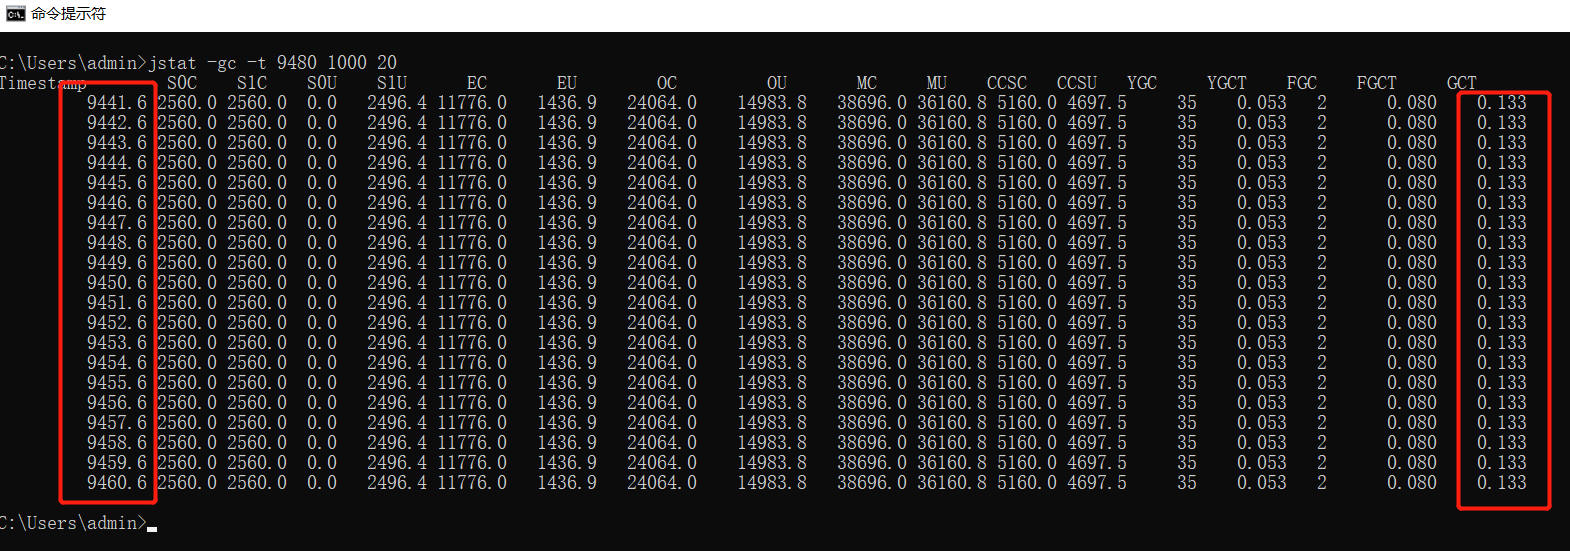 命令提示符
C:\Users\admin>jstat -gc -t 9480 1000 20
Timestamp S0C S1C S0U S1U EC EU OC OU MC MU CCSC CCSU YGC YGCT FGC FGCT GCT
9441.6 2560.0 2560.0 0.0 2496.4 11776.0 1436.9 24064.0 14983.8 38696.0 36160.8 5160.0 4697.5 35 0.053 2 0.080 0.133
9442.6 2560.0 2560.0 0.0 2496.4 11776.0 1436.9 24064.0 14983.8 38696.0 36160.8 5160.0 4697.5 35 0.053 2 0.080 0.133
9443.6 2560.0 2560.0 0.0 2496.4 11776.0 1436.9 24064.0 14983.8 38696.0 36160.8 5160.0 4697.5 35 0.053 2 0.080 0.133
9444.6 2560.0 2560.0 0.0 2496.4 11776.0 1436.9 24064.0 14983.8 38696.0 36160.8 5160.0 4697.5 35 0.053 2 0.080 0.133
9445.6 2560.0 2560.0 0.0 2496.4 11776.0 1436.9 24064.0 14983.8 38696.0 36160.8 5160.0 4697.5 35 0.053 2 0.080 0.133
9446.6 2560.0 2560.0 0.0 2496.4 11776.0 1436.9 24064.0 14983.8 38696.0 36160.8 5160.0 4697.5 35 0.053 2 0.080 0.133
9447.6 2560.0 2560.0 0.0 2496.4 11776.0 1436.9 24064.0 14983.8 38696.0 36160.8 5160.0 4697.5 35 0.053 2 0.080 0.133
9448.6 2560.0 2560.0 0.0 2496.4 11776.0 1436.9 24064.0 14983.8 38696.0 36160.8 5160.0 4697.5 35 0.053 2 0.080 0.133
9449.6 2560.0 2560.0 0.0 2496.4 11776.0 1436.9 24064.0 14983.8 38696.0 36160.8 5160.0 4697.5 35 0.053 2 0.080 0.133
9450.6 2560.0 2560.0 0.0 2496.4 11776.0 1436.9 24064.0 14983.8 38696.0 36160.8 5160.0 4697.5 35 0.053 2 0.080 0.133
9451.6 2560.0 2560.0 0.0 2496.4 11776.0 1436.9 24064.0 14983.8 38696.0 36160.8 5160.0 4697.5 35 0.053 2 0.080 0.133
9452.6 2560.0 2560.0 0.0 2496.4 11776.0 1436.9 24064.0 14983.8 38696.0 36160.8 5160.0 4697.5 35 0.053 2 0.080 0.133
9453.6 2560.0 2560.0 0.0 2496.4 11776.0 1436.9 24064.0 14983.8 38696.0 36160.8 5160.0 4697.5 35 0.053 2 0.080 0.133
9454.6 2560.0 2560.0 0.0 2496.4 11776.0 1436.9 24064.0 14983.8 38696.0 36160.8 5160.0 4697.5 35 0.053 2 0.080 0.133
9455.6 2560.0 2560.0 0.0 2496.4 11776.0 1436.9 24064.0 14983.8 38696.0 36160.8 5160.0 4697.5 35 0.053 2 0.080 0.133
9456.6 2560.0 2560.0 0.0 2496.4 11776.0 1436.9 24064.0 14983.8 38696.0 36160.8 5160.0 4697.5 35 0.053 2 0.080 0.133
9457.6 2560.0 2560.0 0.0 2496.4 11776.0 1436.9 24064.0 14983.8 38696.0 36160.8 5160.0 4697.5 35 0.053 2 0.080 0.133
9458.6 2560.0 2560.0 0.0 2496.4 11776.0 1436.9 24064.0 14983.8 38696.0 36160.8 5160.0 4697.5 35 0.053 2 0.080 0.133
9459.6 2560.0 2560.0 0.0 2496.4 11776.0 1436.9 24064.0 14983.8 38696.0 36160.8 5160.0 4697.5 35 0.053 2 0.080 0.133
9460.6 2560.0 2560.0 0.0 2496.4 11776.0 1436.9 24064.0 14983.8 38696.0 36160.8 5160.0 4697.5 35 0.053 2 0.080 0.133
C:\Users\admin>